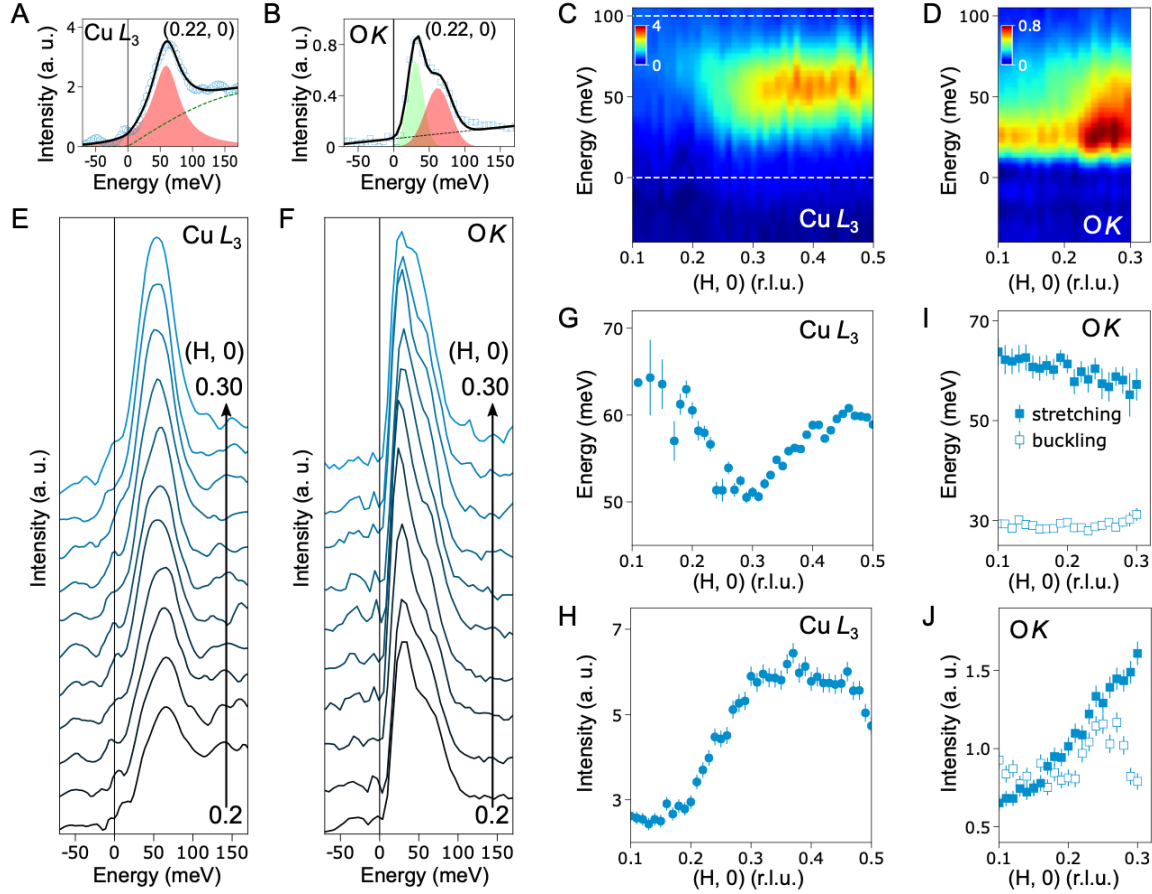 A
Cu L3
(0.22, 0)
Intensity (a. u.)
4
2
0
-50
0
50
100
150
Energy (meV)
B
O K
(0.22, 0)
Intensity (a. u.)
0.8
0.4
0
-50
0
50
100
150
Energy (meV)
C
4
0
Energy (meV)
100
50
0
Cu L3
0.1
0.2
0.3
0.4
0.5
(H, 0) (r.l.u.)
D
0.8
0
Energy (meV)
100
50
0
O K
0.1
0.2
0.3
(H, 0) (r.l.u.)
E
Cu L3
(H, 0)
0.30
0.2
Intensity (a. u.)
-50
0
50
100
150
Energy (meV)
F
O K
(H, 0)
0.30
0.2
Intensity (a. u.)
-50
0
50
100
150
Energy (meV)
G
Cu L3
Energy (meV)
70
60
50
0.1
0.2
0.3
0.4
0.5
(H, 0) (r.l.u.)
I
O K
Energy (meV)
70
50
30
stretching
buckling
0.1
0.2
0.3
(H, 0) (r.l.u.)
H
Cu L3
Intensity (a. u.)
7
5
3
0.1
0.2
0.3
0.4
0.5
(H, 0) (r.l.u.)
J
O K
Intensity (a. u.)
1.5
1.0
0.5
0.1
0.2
0.3
(H, 0) (r.l.u.)